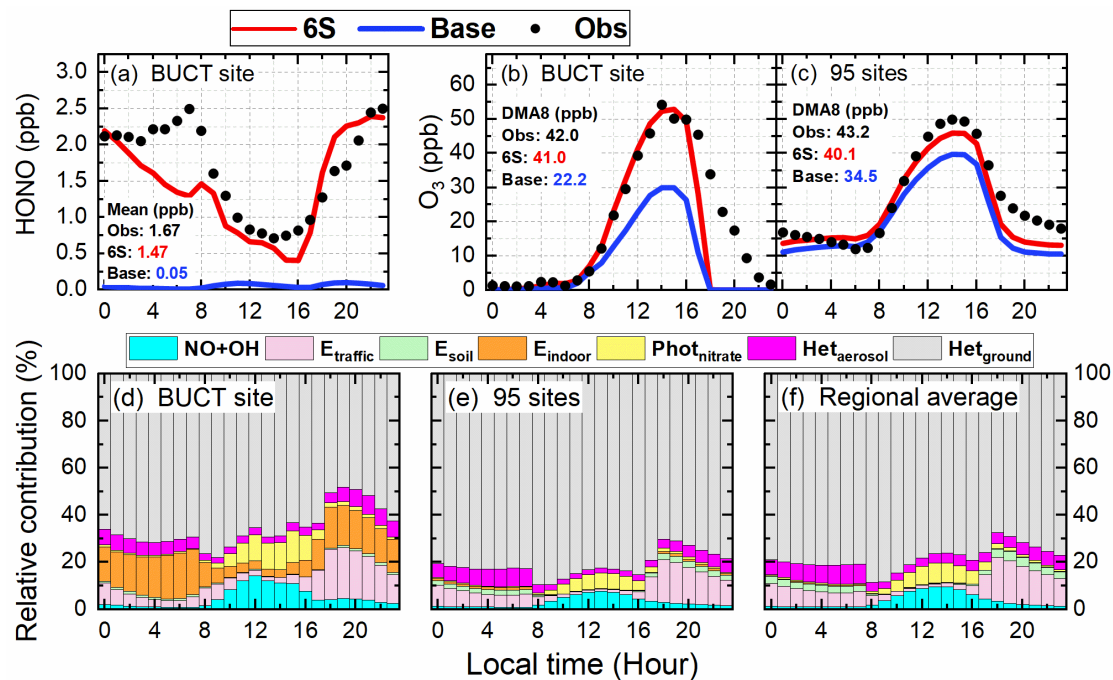 6S Base Obs
(a) BUCT site
(b) BUCT site
(c) 95 sites
HONO (ppb)
3.0
2.5
2.0
1.5
1.0
0.5
0.0
Mean (ppb)
Obs: 1.67
6S: 1.47
Base: 0.05
0 4 8 12 16 20
O3 (ppb)
60
50
40
30
20
10
0
DMA8 (ppb)
Obs: 42.0
6S: 41.0
Base: 22.2
0 4 8 12 16 20
DMA8 (ppb)
Obs: 43.2
6S: 40.1
Base: 34.5
0 4 8 12 16 20
NO+OH Etraffic Esoil Eindoor Photnitrate Hetaerosol Hetground
Relative contribution (%)
100
80
60
40
20
0
(d) BUCT site
(e) 95 sites
(f) Regional average
100
80
60
40
20
0
0 4 8 12 16 20
0 4 8 12 16 20
0 4 8 12 16 20
Local time (Hour)